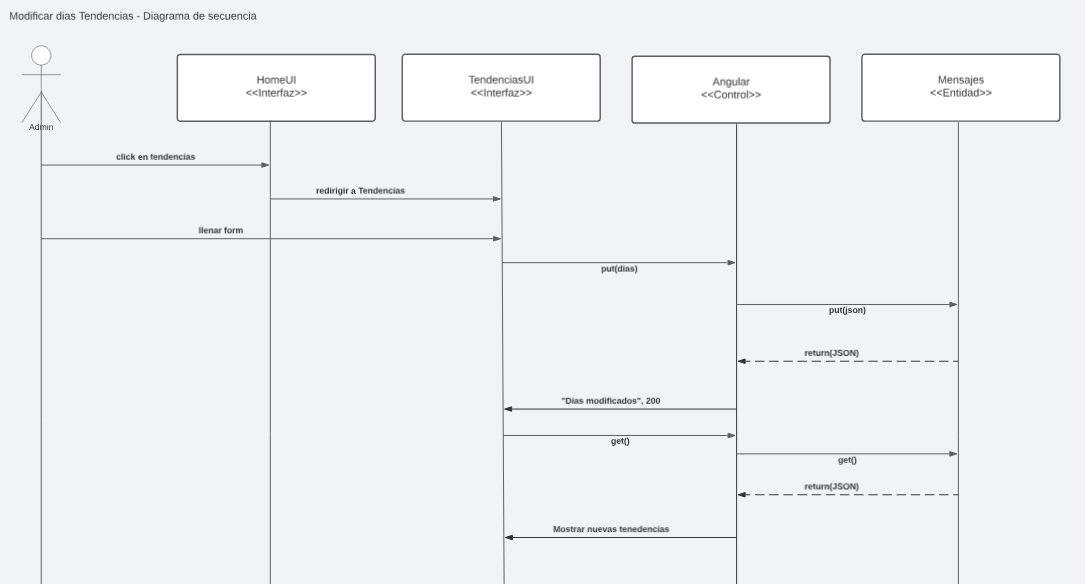 Modificar dias Tendencias - Diagrama de secuencia
HomeUI
<<Interfaz>>
TendenciasUI
<<Interfaz>>
Angular
<<Control>>
Mensajes
<<Entidad>>
Admin
click en tendencias
redirigir a Tendencias
llenar form
put(dias)
put(json)
return(JSON)
"Dias modificados", 200
get()
get()
return(JSON)
Mostrar nuevas tenedencias